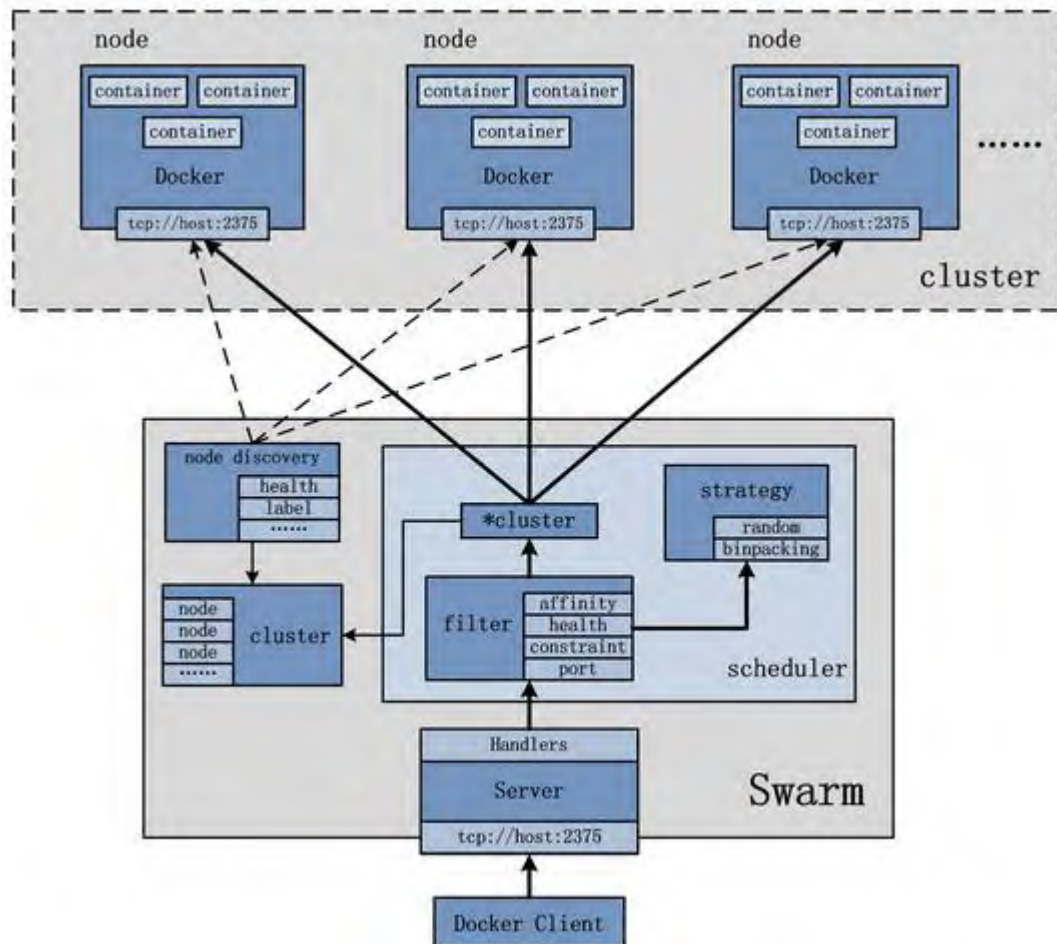 node
node
node
container
container
container
container
container
container
container
container
container
Docker
Docker
Docker
······
tcp://host:2375
tcp://host:2375
tcp://host:2375
cluster
node discovery
health
label
······
*cluster
strategy
random
binpacking
node
node
node
······
cluster
filter
affinity
health
constraint
port
scheduler
Handlers
Server
tcp://host:2375
Swarm
Docker Client